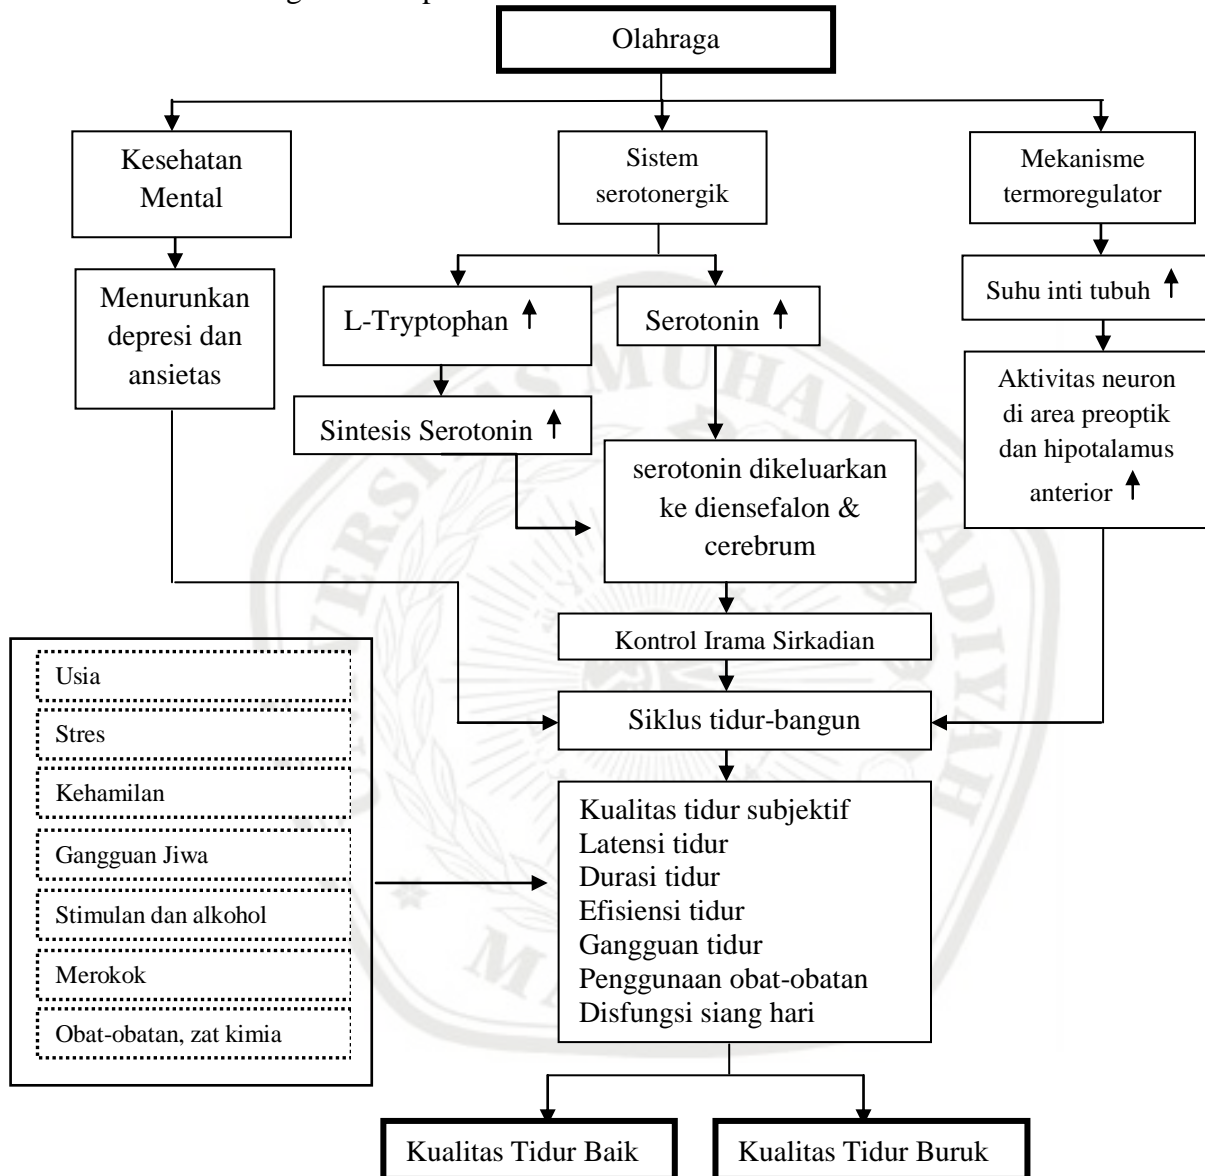 Olahraga
Kesehatan
Mental
Sistem
serotonergik
Mekanisme
termoregulator
Menurunkan
depresi dan
ansietas
L-Tryptophan ↑
Serotonin ↑
Suhu inti tubuh ↑
Sintesis Serotonin ↑
Aktivitas neuron
di area preoptik
dan hipotalamus
anterior ↑
serotonin dikeluarkan
ke diensefalon &
cerebrum
Kontrol Irama Sirkadian
Siklus tidur-bangun
Usia
Stres
Kehamilan
Gangguan Jiwa
Stimulan dan alkohol
Merokok
Obat-obatan, zat kimia
Kualitas tidur subjektif
Latensi tidur
Durasi tidur
Efisiensi tidur
Gangguan tidur
Penggunaan obat-obatan
Disfungsi siang hari
Kualitas Tidur Baik
Kualitas Tidur Buruk